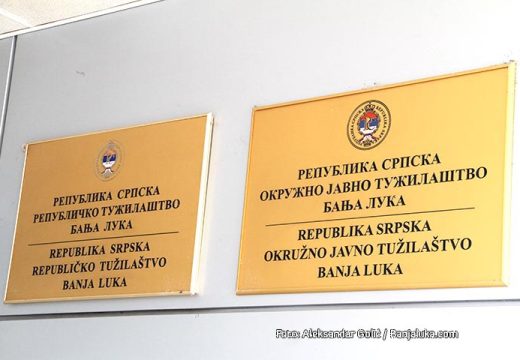 РЕПУБЛИКА СРПСКА
РЕПУБЛИЧКО ТУЖИЛАШТВО
БАЊА ЛУКА
REPUBLIKA SRPSKA
REPUBLIČKO TUŽILAŠTVO
BANJA LUKA
РЕПУБЛИКА СРПСКА
ОКРУЖНО ЈАВНО ТУЖИЛАШТВО
БАЊА ЛУКА
REPUBLIKA SRPSKA
OKRUŽNO JAVNO TUŽILAŠTVO
BANJA LUKA
Foto: Aleksandar Golić / Banjaluka.com